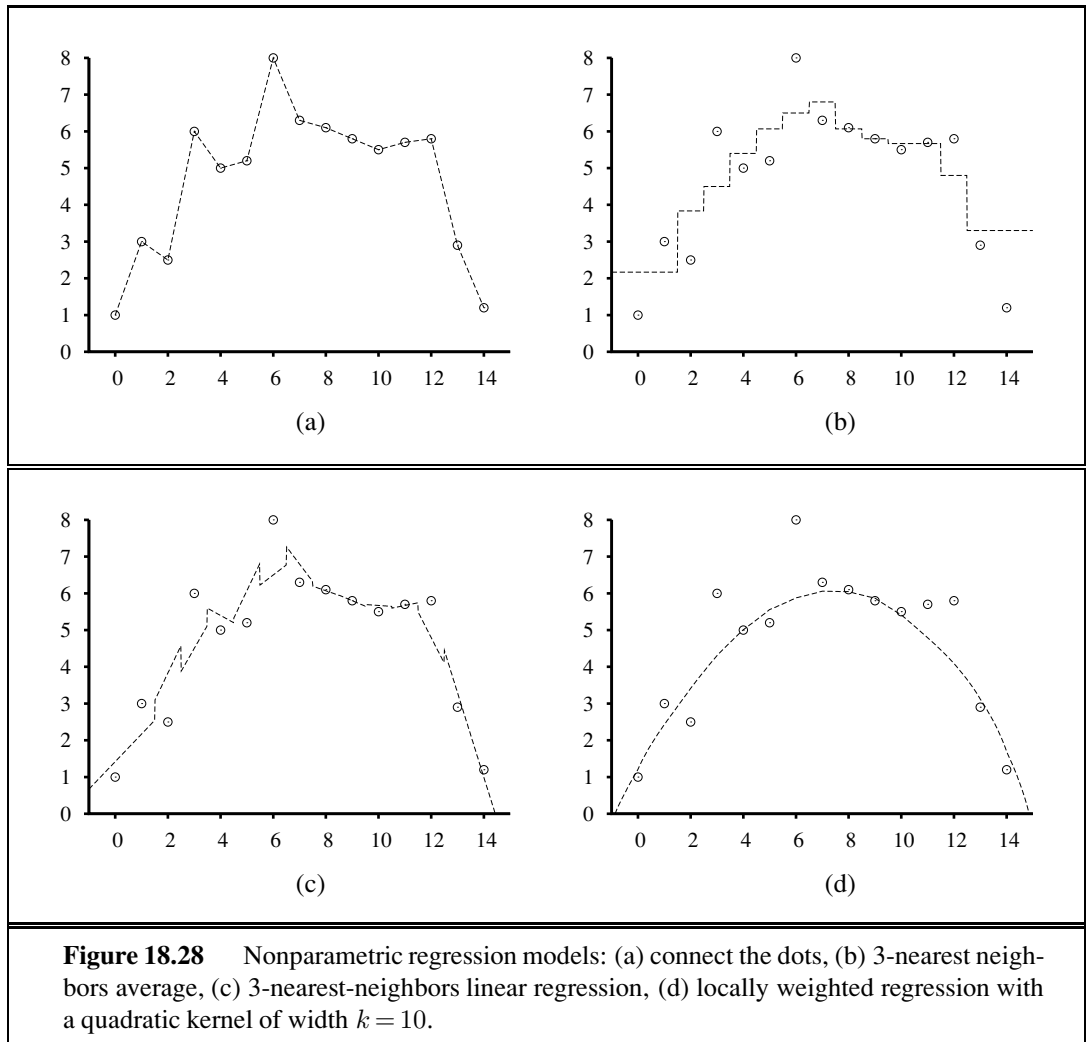 8 8
7 7
6 6
5 5
4 4
3 3
2 2
1 1
0 0
0 2 4 6 8 10 12 14 0 2 4 6 8 10 12 14
(a) (b)
8 8
7 7
6 6
5 5
4 4
3 3
2 2
1 1
0 0
0 2 4 6 8 10 12 14 0 2 4 6 8 10 12 14
(c) (d)
Figure 18.28 Nonparametric regression models: (a) connect the dots, (b) 3-nearest neigh-
bors average, (c) 3-nearest-neighbors linear regression, (d) locally weighted regression with
a quadratic kernel of width k = 10.